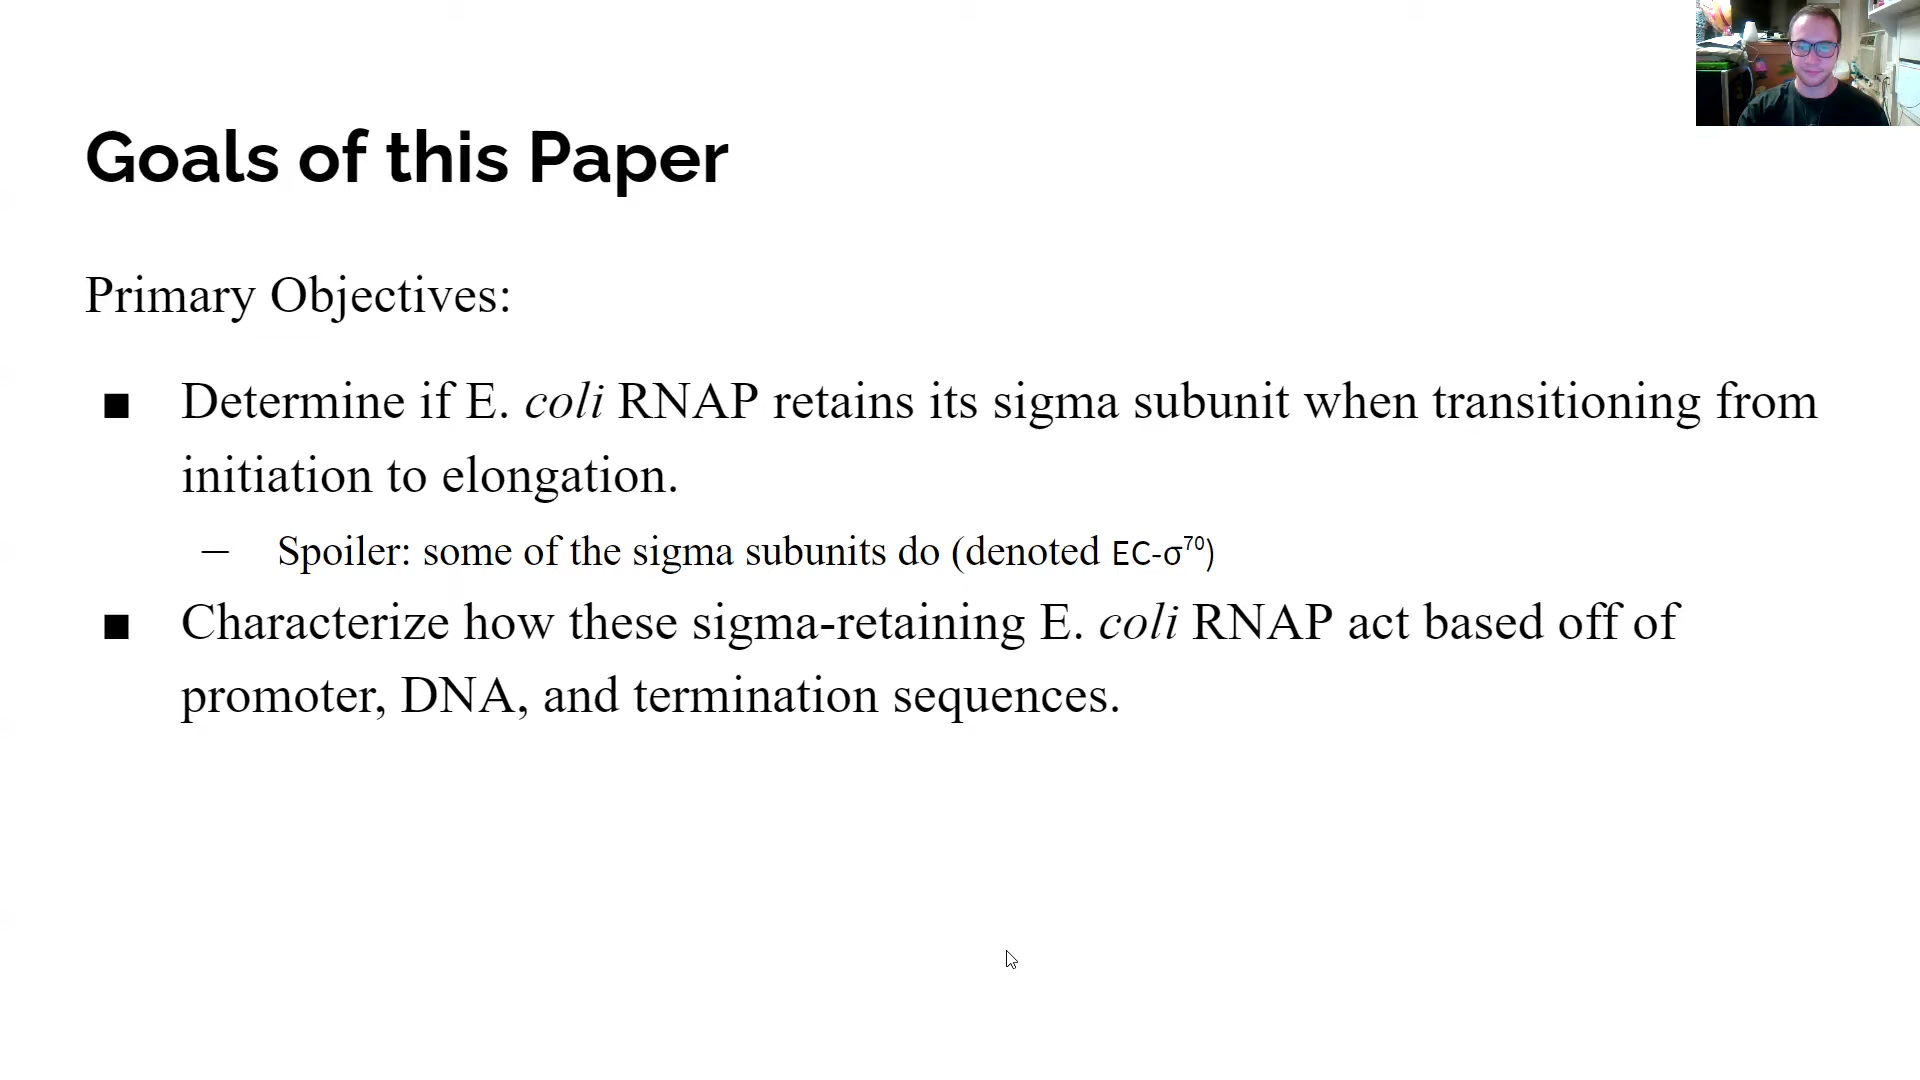 Goals of this Paper
Primary Objectives:
■ Determine if E. coli RNAP retains its sigma subunit when transitioning from
initiation to elongation.
— Spoiler: some of the sigma subunits do (denoted EC-σ⁷⁰)
■ Characterize how these sigma-retaining E. coli RNAP act based off of
promoter, DNA, and termination sequences.